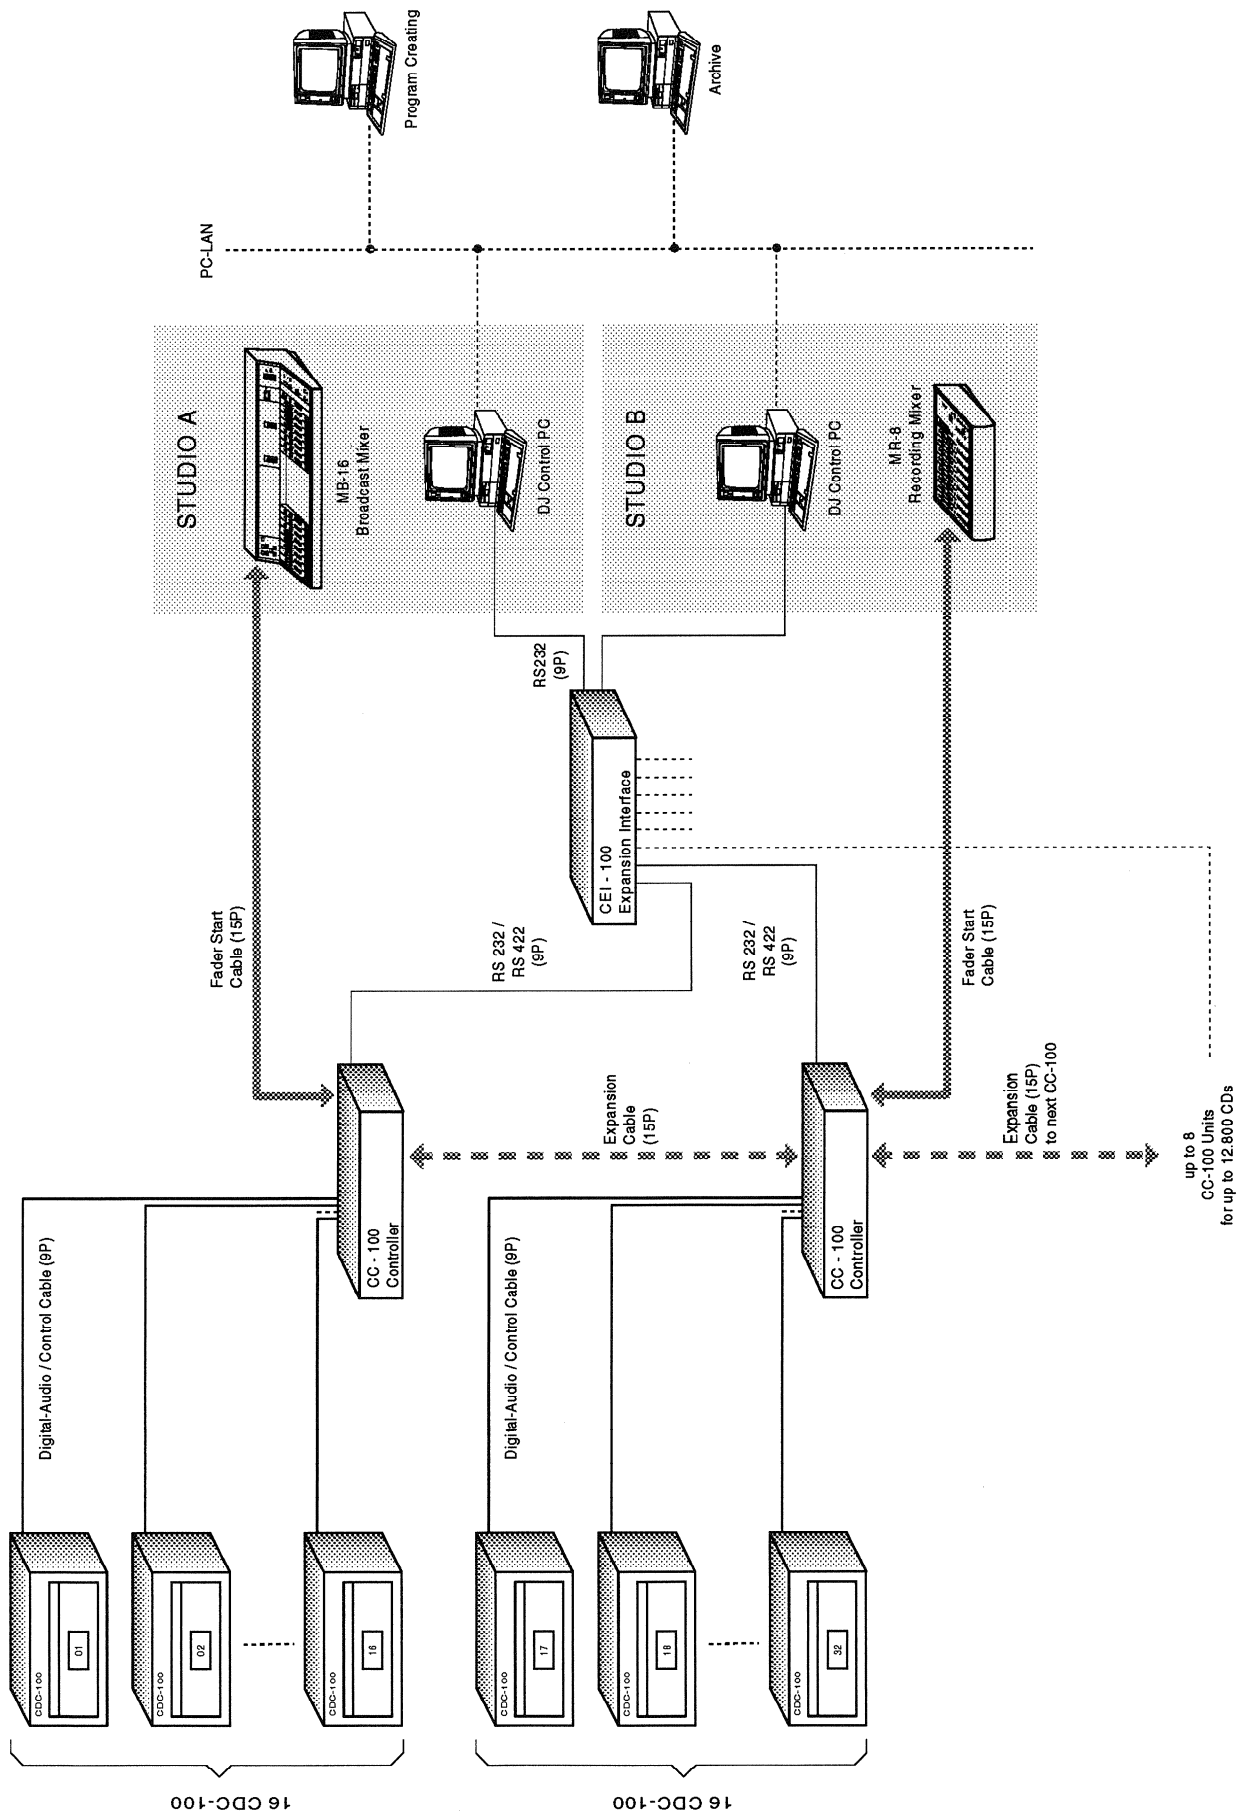 16 CDC-100
CDC-100
01
CDC-100
02
CDC-100
16
Digital-Audio / Control Cable (9P)
CC - 100
Controller
Fader Start
Cable (15P)
STUDIO A
MB-16
Broadcast Mixer
DJ Control PC
PC-LAN
Program Creating
Archive
RS 232 /
RS 422
(9P)
CEI - 100
Expansion Interface
RS232
(9P)
Expansion
Cable
(15P)
16 CDC-100
CDC-100
17
CDC-100
18
CDC-100
32
Digital-Audio / Control Cable (9P)
CC - 100
Controller
RS 232 /
RS 422
(9P)
STUDIO B
DJ Control PC
MR-8
Recording Mixer
Fader Start
Cable (15P)
Expansion
Cable (15P)
to next CC-100
up to 8
CC-100 Units
for up to 12.800 CDs